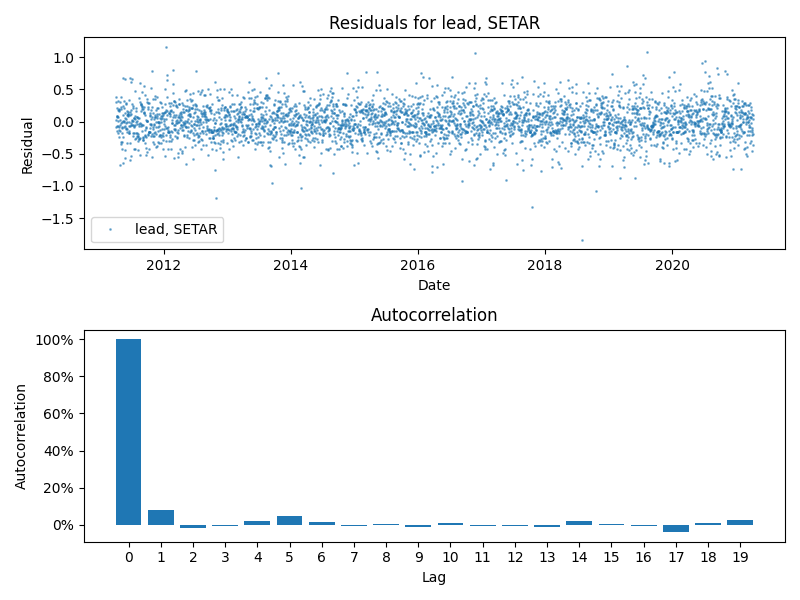 Residuals for lead, SETAR
1.0
0.5
0.0
−0.5
−1.0
−1.5
Residual
lead, SETAR
2012 2014 2016 2018 2020
Date
Autocorrelation
100%
80%
60%
40%
20%
0%
Autocorrelation
0 1 2 3 4 5 6 7 8 9 10 11 12 13 14 15 16 17 18 19
Lag